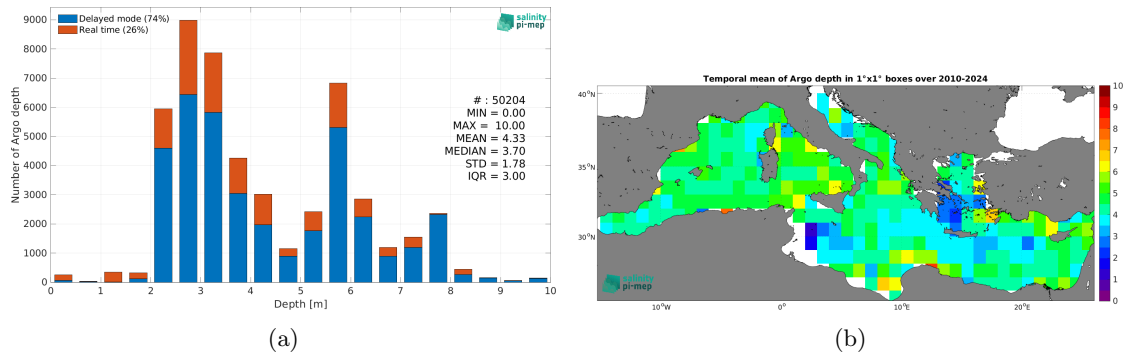 Delayed mode (74%)
Real time (26%)
salinity
pi-mep
# : 50204
MIN = 0.00
MAX = 10.00
MEAN = 4.33
MEDIAN = 3.70
STD = 1.78
IQR = 3.00
Number of Argo depth
9000
8000
7000
6000
5000
4000
3000
2000
1000
0
0 1 2 3 4 5 6 7 8 9 10
Depth [m]
(a)
Temporal mean of Argo depth in 1°x1° boxes over 2010-2024
40°N
35°N
30°N
10°W 0° 10°E 20°E
salinity
pi-mep
10
9
8
7
6
5
4
3
2
1
0
(b)